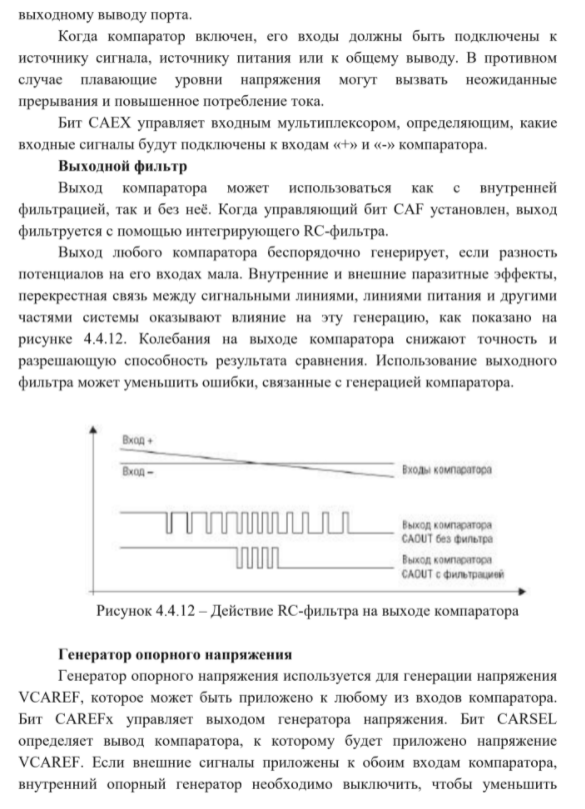 выходному выводу порта.
Когда компаратор включен, его входы должны быть подключены к
источнику сигнала, источнику питания или к общему выводу. В противном
случае плавающие уровни напряжения могут вызвать неожиданные
прерывания и повышенное потребление тока.
Бит CAEX управляет входным мультиплексором, определяющим, какие
входные сигналы будут подключены к входам «+» и «-» компаратора.
Выходной фильтр
Выход компаратора может использоваться как с внутренней
фильтрацией, так и без неё. Когда управляющий бит CAF установлен, выход
фильтруется с помощью интегрирующего RC-фильтра.
Выход любого компаратора беспорядочно генерирует, если разность
потенциалов на его входах мала. Внутренние и внешние паразитные эффекты,
перекрестная связь между сигнальными линиями, линиями питания и другими
частями системы оказывают влияние на эту генерацию, как показано на
рисунке 4.4.12. Колебания на выходе компаратора снижают точность и
разрешающую способность результата сравнения. Использование выходного
фильтра может уменьшить ошибки, связанные с генерацией компаратора.
Вход +
Вход –
Входы компаратора
Выход компаратора
CAOUT без фильтра
Выход компаратора
CAOUT с фильтрацией
Рисунок 4.4.12 – Действие RC-фильтра на выходе компаратора
Генератор опорного напряжения
Генератор опорного напряжения используется для генерации напряжения
VCAREF, которое может быть приложено к любому из входов компаратора.
Бит CAREFx управляет выходом генератора напряжения. Бит CARSEL
определяет вывод компаратора, к которому будет приложено напряжение
VCAREF. Если внешние сигналы приложены к обоим входам компаратора,
внутренний опорный генератор необходимо выключить, чтобы уменьшить